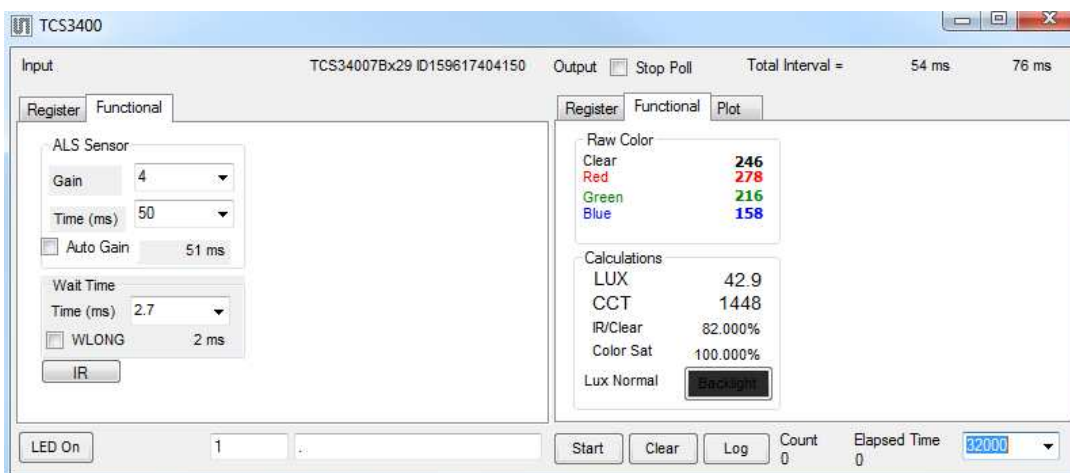 TCS3400
Input TCS34007Bx29 ID159617404150 Output Stop Poll Total Interval = 54 ms 76 ms
Register Functional
ALS Sensor
Gain 4
Time (ms) 50
Auto Gain 51 ms
Wait Time
Time (ms) 2.7
WLONG 2 ms
IR
Register Functional Plot
Raw Color
Clear 246
Red 278
Green 216
Blue 158
Calculations
LUX 42.9
CCT 1448
IR/Clear 82.000%
Color Sat 100.000%
Lux Normal Backlight
LED On 1 . Start Clear Log Count Elapsed Time 32000
0 0